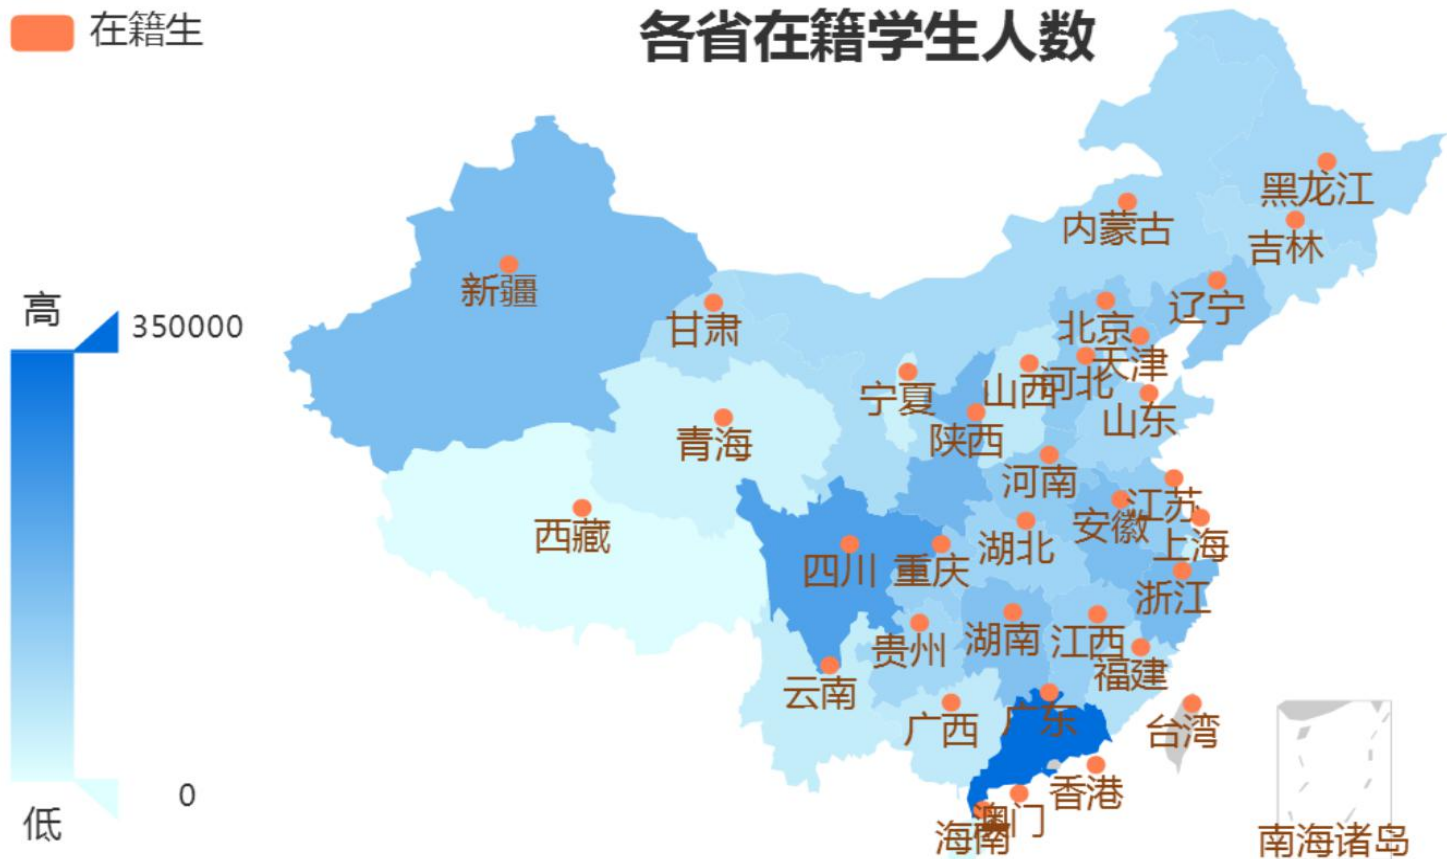 在籍生
各省在籍学生人数
黑龙江
内蒙古
吉林
新疆
高
350000
辽宁
甘肃
北京
天津
河北
山西
宁夏
山东
陕西
青海
河南
江苏
安徽
西藏
上海
湖北
四川
重庆
浙江
湖南
江西
贵州
福建
云南
广东
广西
台湾
0
香港
低
澳门
海南
南海诸岛